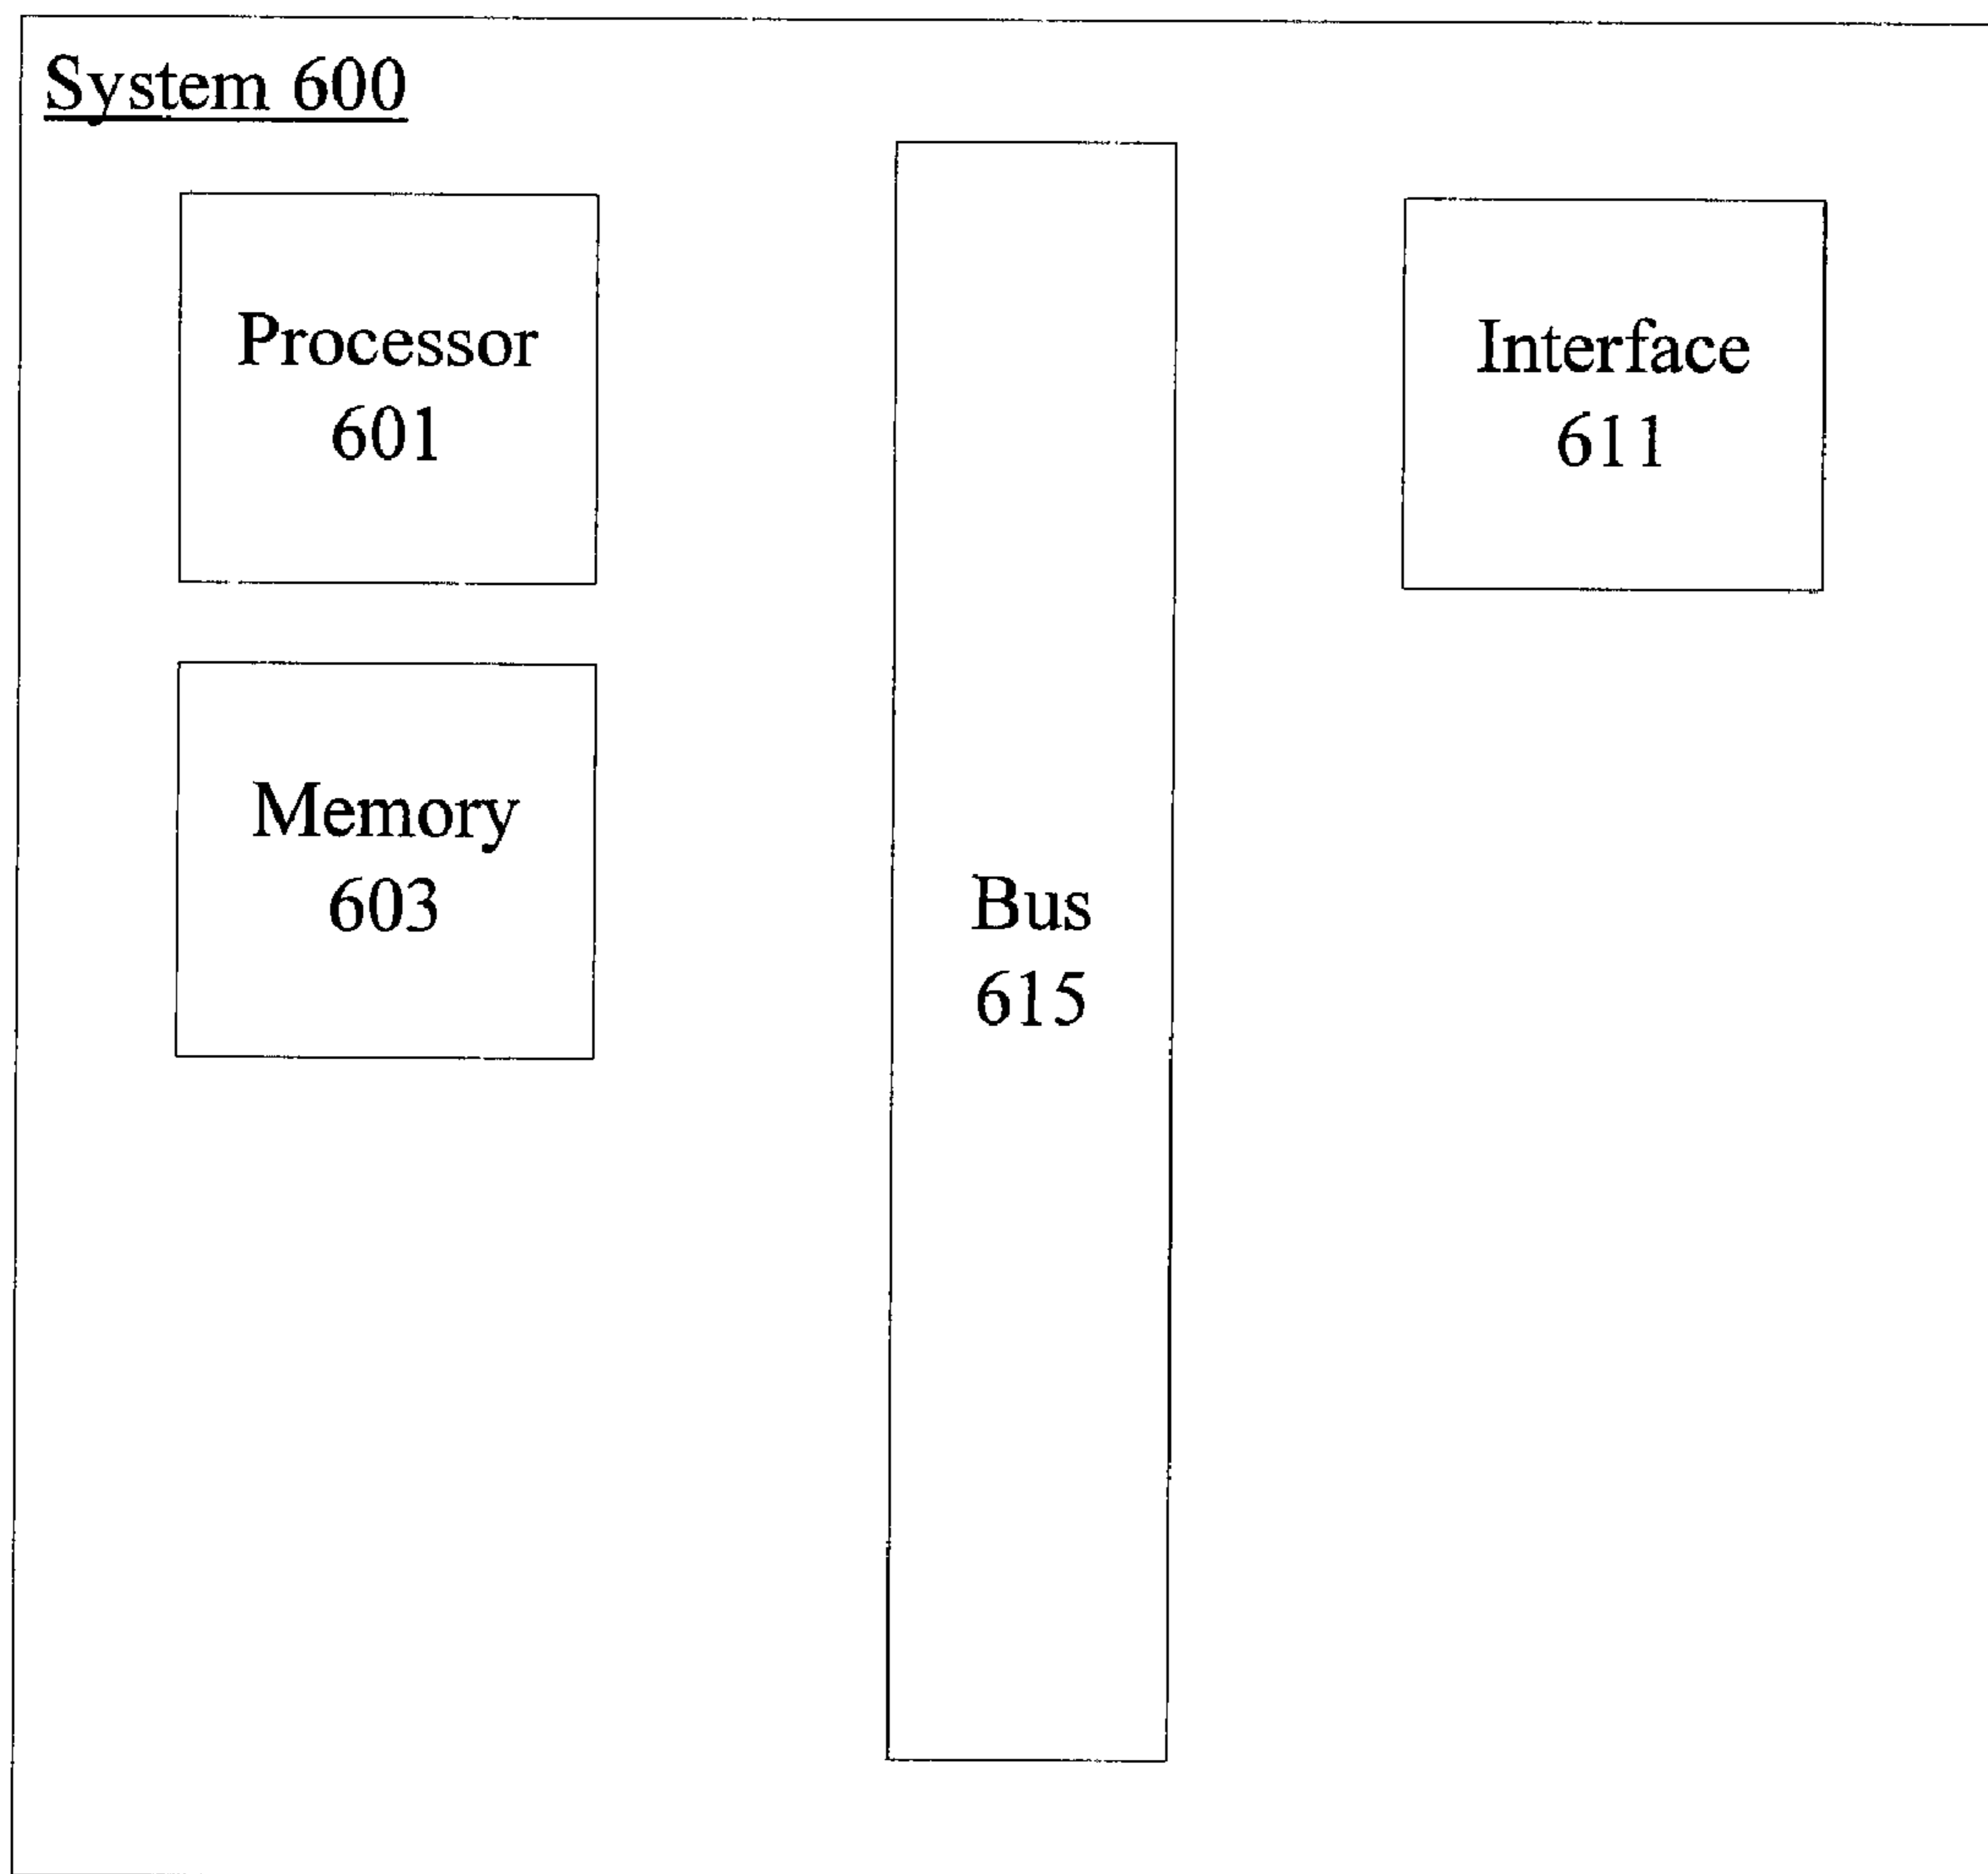 System 600
Processor
601
Interface
611
Memory
603
Bus
615